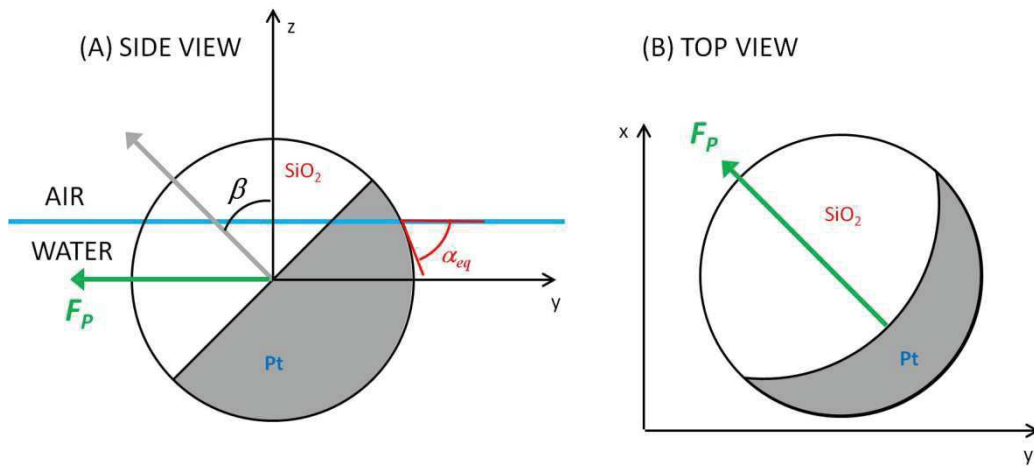 (A) SIDE VIEW
z
(B) TOP VIEW
x
F_P
SiO₂
β
AIR
SiO₂
WATER
α_eq
F_P
y
Pt
Pt
y